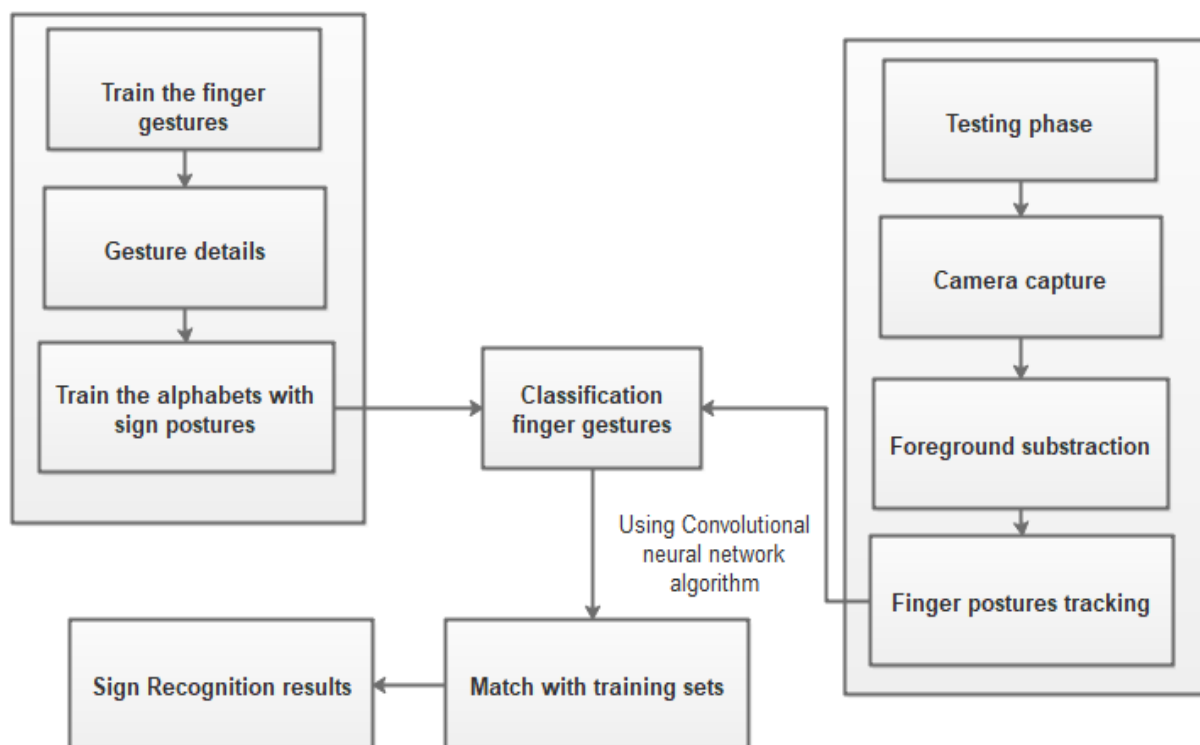 Train the finger
gestures
Gesture details
Train the alphabets with
sign postures
Classification
finger gestures
Using Convolutional
neural network
algorithm
Testing phase
Camera capture
Foreground substraction
Finger postures tracking
Match with training sets
Sign Recognition results